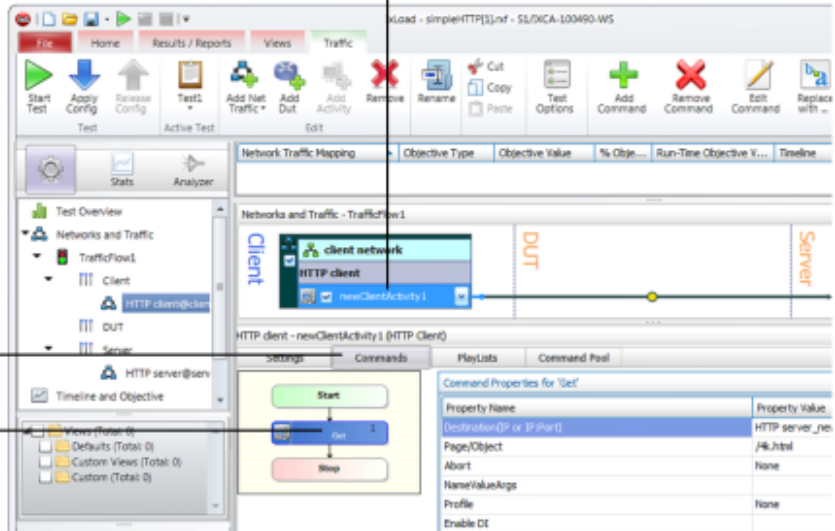 xLoad - simpleHTTP[1].rxf - S1/IXCA-100490-WS
File Home Results / Reports Views Traffic
Start Test
Apply Config
Release Config
Test1
Add Net Traffic
Add Dut
Add Activity
Remove
Rename
Cut
Copy
Paste
Test Options
Add Command
Remove Command
Edit Command
Replace with ...
Test Active Test Edit
Stats Analyzer
Network Traffic Mapping Objective Type Objective Value % Obje... Run-Time Objective V... Timeline
Test Overview
Networks and Traffic
TrafficFlow1
Client
HTTP client@clien
DUT
Server
HTTP server@serv
Timeline and Objective
Views (Total: 0)
Defaults (Total: 0)
Custom Views (Total: 0)
Custom (Total: 0)
Networks and Traffic - TrafficFlow1
Client
client network
HTTP client
newClientActivity1
DUT
Server
HTTP client - newClientActivity1 (HTTP Client)
Settings Commands PlayLists Command Pool
Start
Get 1
Stop
Command Properties for 'Get'
Property Name Property Value
Destination(IP or IP:Port) HTTP server_ne
Page/Object /4k.html
Abort None
NameValueArgs
Profile None
Enable DI